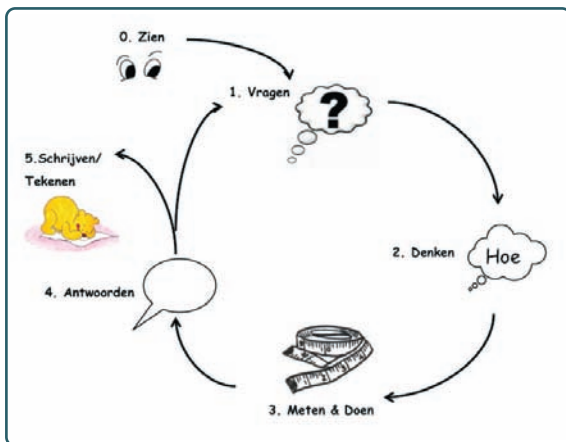 0. Zien
1. Vragen
?
2. Denken
Hoe
3. Meten & Doen
4. Antwoorden
5.Schrijven/
Tekenen